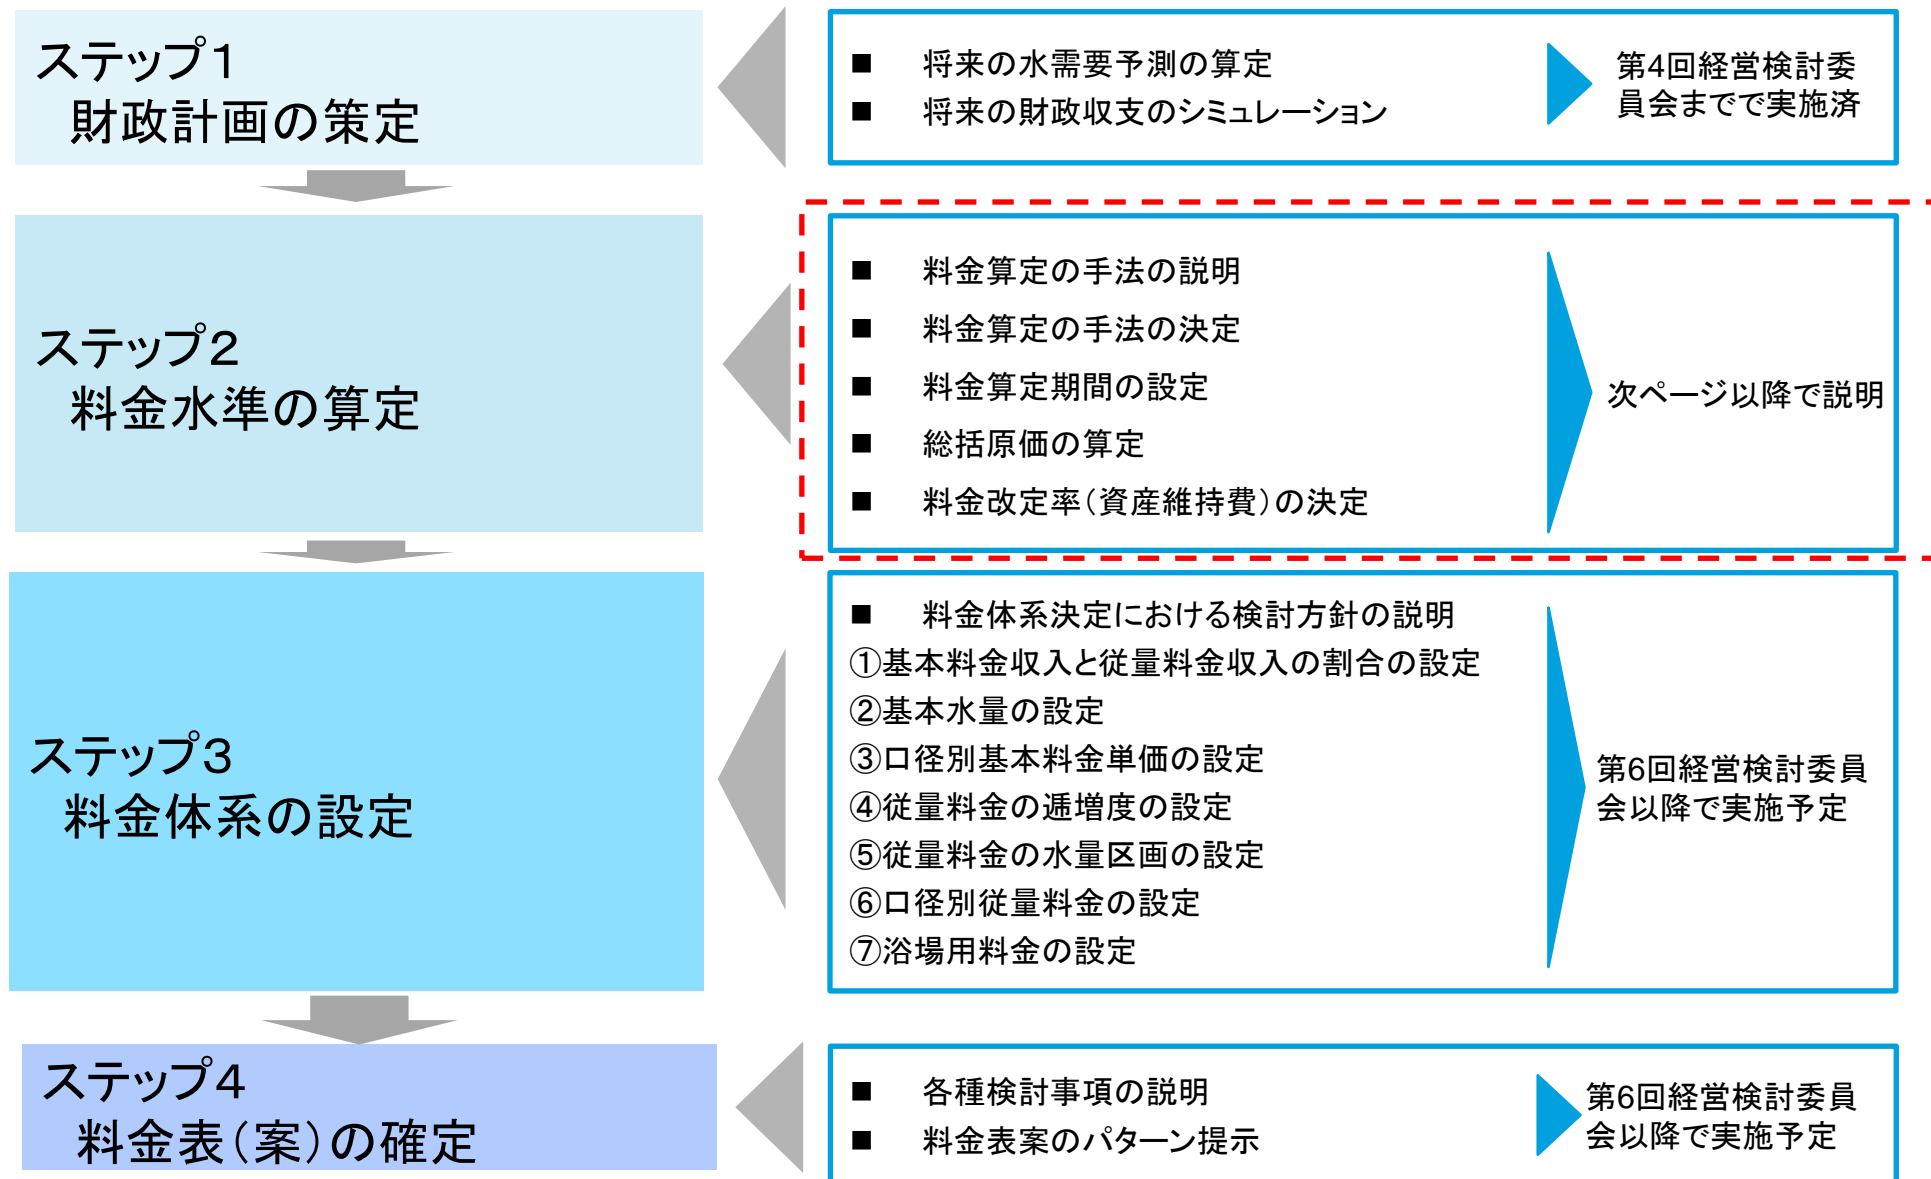 ステップ1
財政計画の策定
■ 将来の水需要予測の算定
■ 将来の財政収支のシミュレーション
第4回経営検討委
員会までで実施済
ステップ2
料金水準の算定
■ 料金算定の手法の説明
■ 料金算定の手法の決定
■ 料金算定期間の設定
■ 総括原価の算定
■ 料金改定率(資産維持費)の決定
次ページ以降で説明
ステップ3
料金体系の設定
■ 料金体系決定における検討方針の説明
①基本料金収入と従量料金収入の割合の設定
②基本水量の設定
③口径別基本料金単価の設定
④従量料金の逓増度の設定
⑤従量料金の水量区画の設定
⑥口径別従量料金の設定
⑦浴場用料金の設定
第6回経営検討委員
会以降で実施予定
ステップ4
料金表(案)の確定
■ 各種検討事項の説明
■ 料金表案のパターン提示
第6回経営検討委員
会以降で実施予定